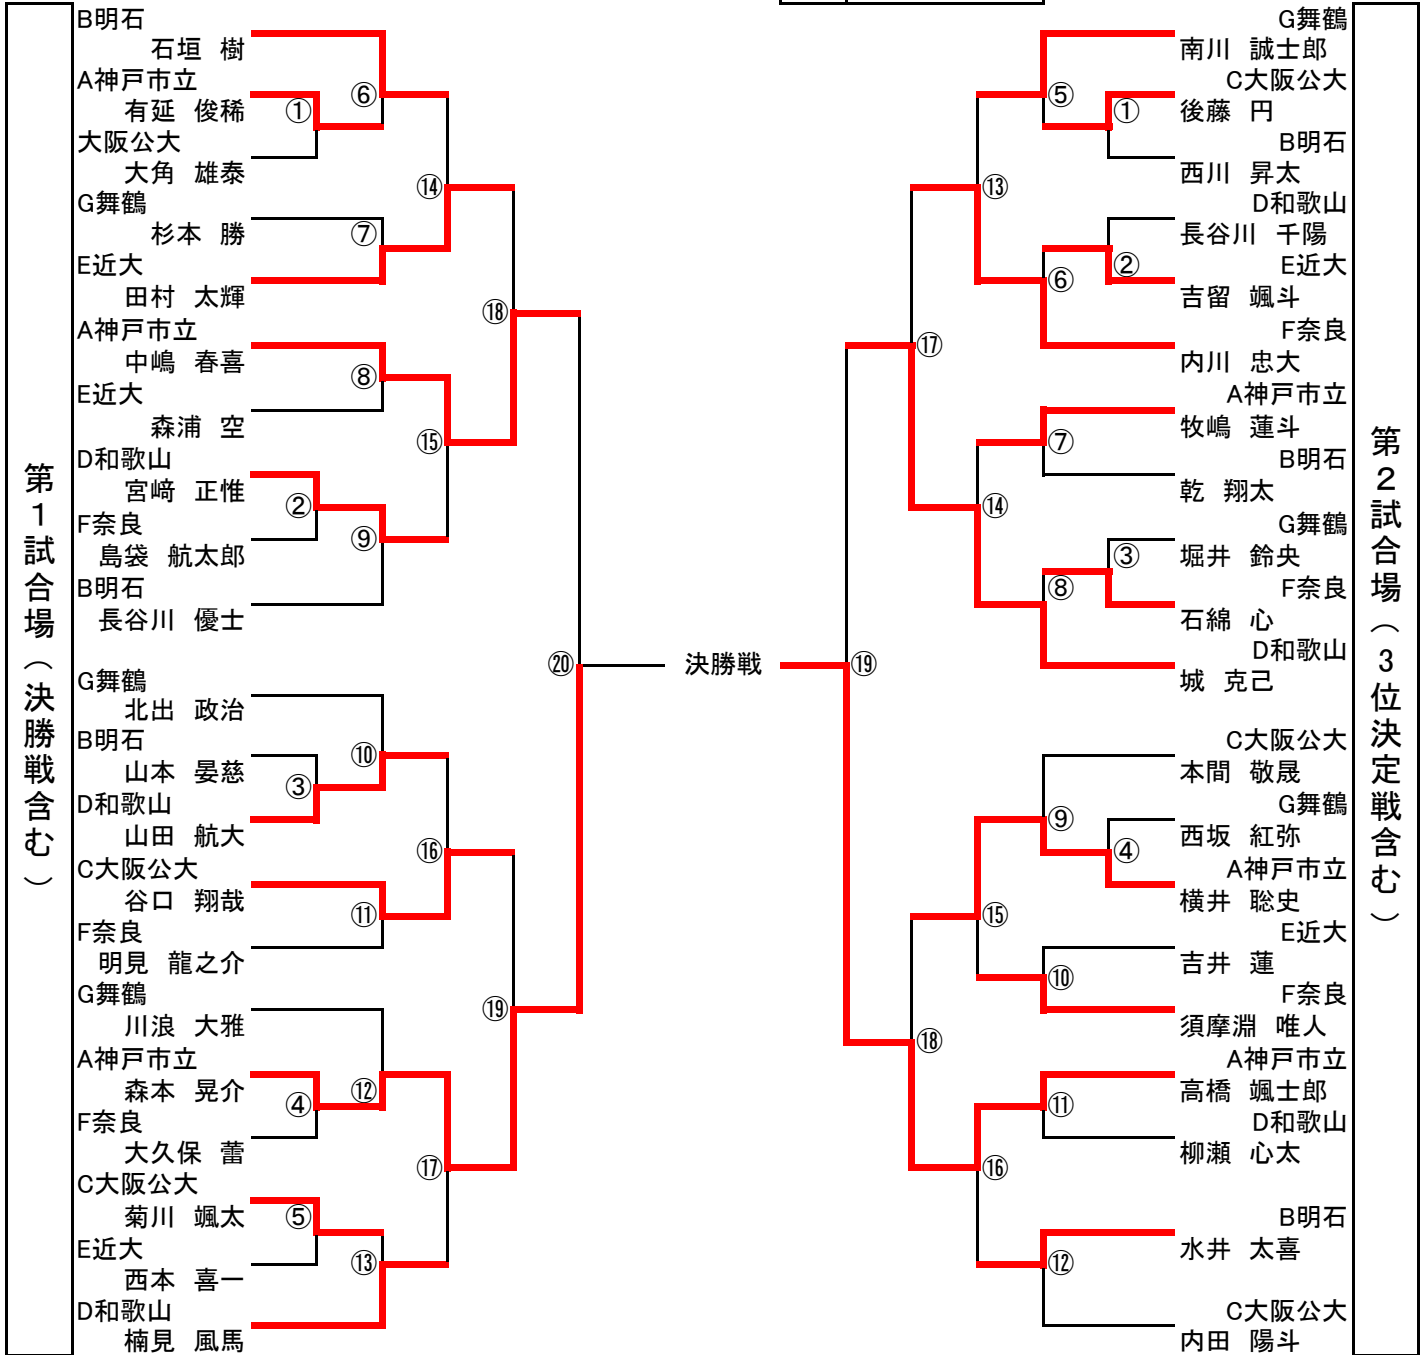 第1試合場（決勝戦含む）
B明石
石垣 樹
A神戸市立
有延 俊稀
大阪公大
大角 雄泰
G舞鶴
杉本 勝
E近大
田村 太輝
A神戸市立
中嶋 春喜
E近大
森浦 空
D和歌山
宮﨑 正惟
F奈良
島袋 航太郎
B明石
長谷川 優士
G舞鶴
北出 政治
B明石
山本 晏慈
D和歌山
山田 航大
C大阪公大
谷口 翔哉
F奈良
明見 龍之介
G舞鶴
川浪 大雅
A神戸市立
森本 晃介
F奈良
大久保 蕾
C大阪公大
菊川 颯太
E近大
西本 喜一
D和歌山
楠見 風馬
①
②
③
④
⑤
⑥
⑦
⑧
⑨
⑩
⑪
⑫
⑬
⑭
⑮
⑯
⑰
⑱
⑲
⑳
決勝戦
⑲
⑰
⑱
⑬
⑭
⑮
⑯
⑤
⑥
⑦
⑧
⑨
⑩
⑪
⑫
①
②
③
④
G舞鶴
南川 誠士郎
C大阪公大
後藤 円
B明石
西川 昇太
D和歌山
長谷川 千陽
E近大
吉留 颯斗
F奈良
内川 忠大
A神戸市立
牧嶋 蓮斗
B明石
乾 翔太
G舞鶴
堀井 鈴央
F奈良
石綿 心
D和歌山
城 克己
C大阪公大
本間 敬晟
G舞鶴
西坂 紅弥
A神戸市立
横井 聡史
E近大
吉井 蓮
F奈良
須摩淵 唯人
A神戸市立
高橋 颯士郎
D和歌山
柳瀬 心太
B明石
水井 太喜
C大阪公大
内田 陽斗
第2試合場（3位決定戦含む）